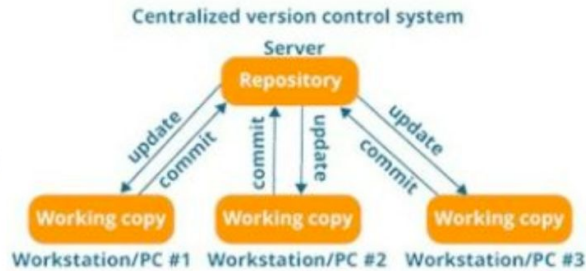 Centralized version control system
Server
Repository
update
commit
commit
update
update
commit
Working copy
Working copy
Working copy
Workstation/PC #1
Workstation/PC #2
Workstation/PC #3